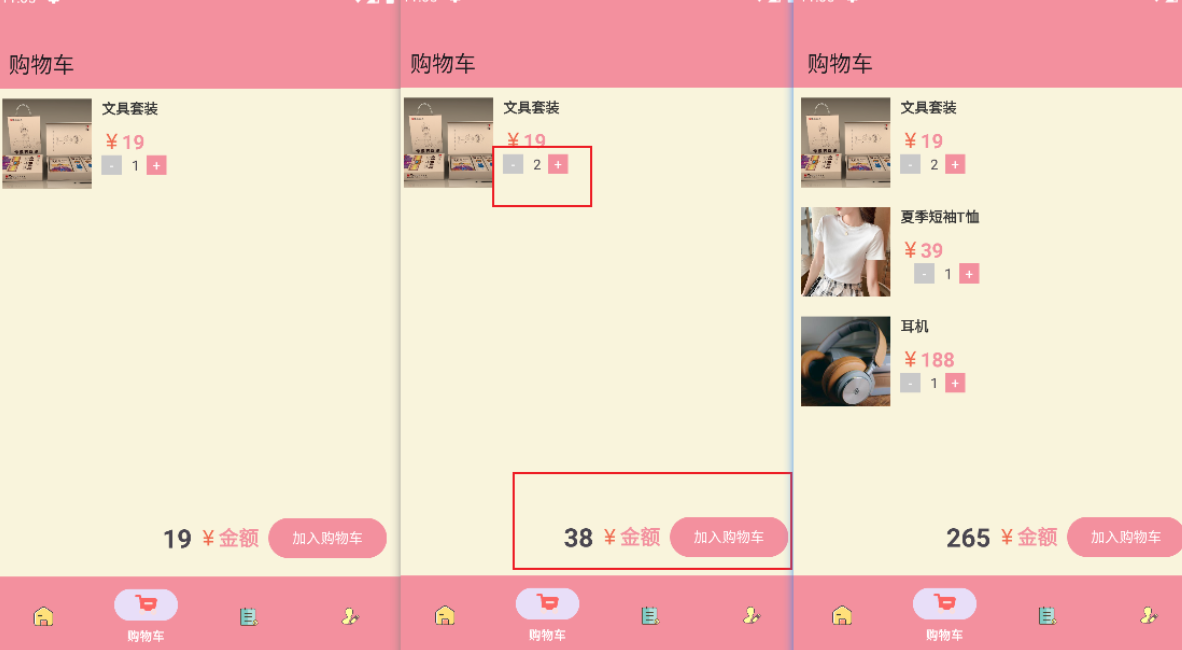 购物车
文具套装
￥19
- 1 +
19 ￥金额 加入购物车
购物车
购物车
文具套装
￥19
- 2 +
38 ￥金额 加入购物车
购物车
购物车
文具套装
￥19
- 2 +
夏季短袖T恤
￥39
- 1 +
耳机
￥188
- 1 +
265 ￥金额 加入购物车
购物车